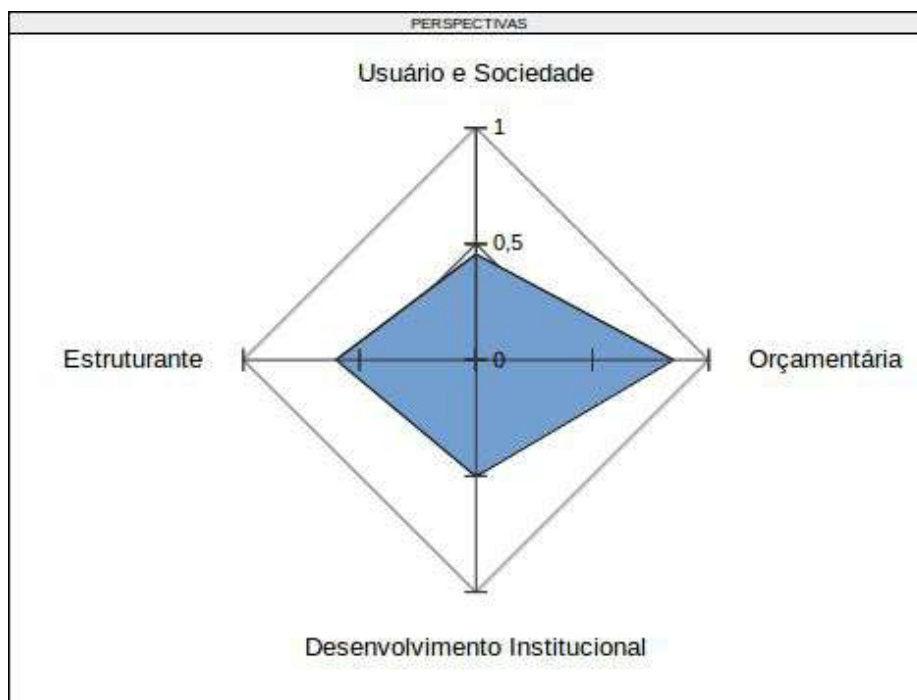 PERSPECTIVAS
Usuário e Sociedade
1
0,5
Estruturante
0
Orçamentária
Desenvolvimento Institucional